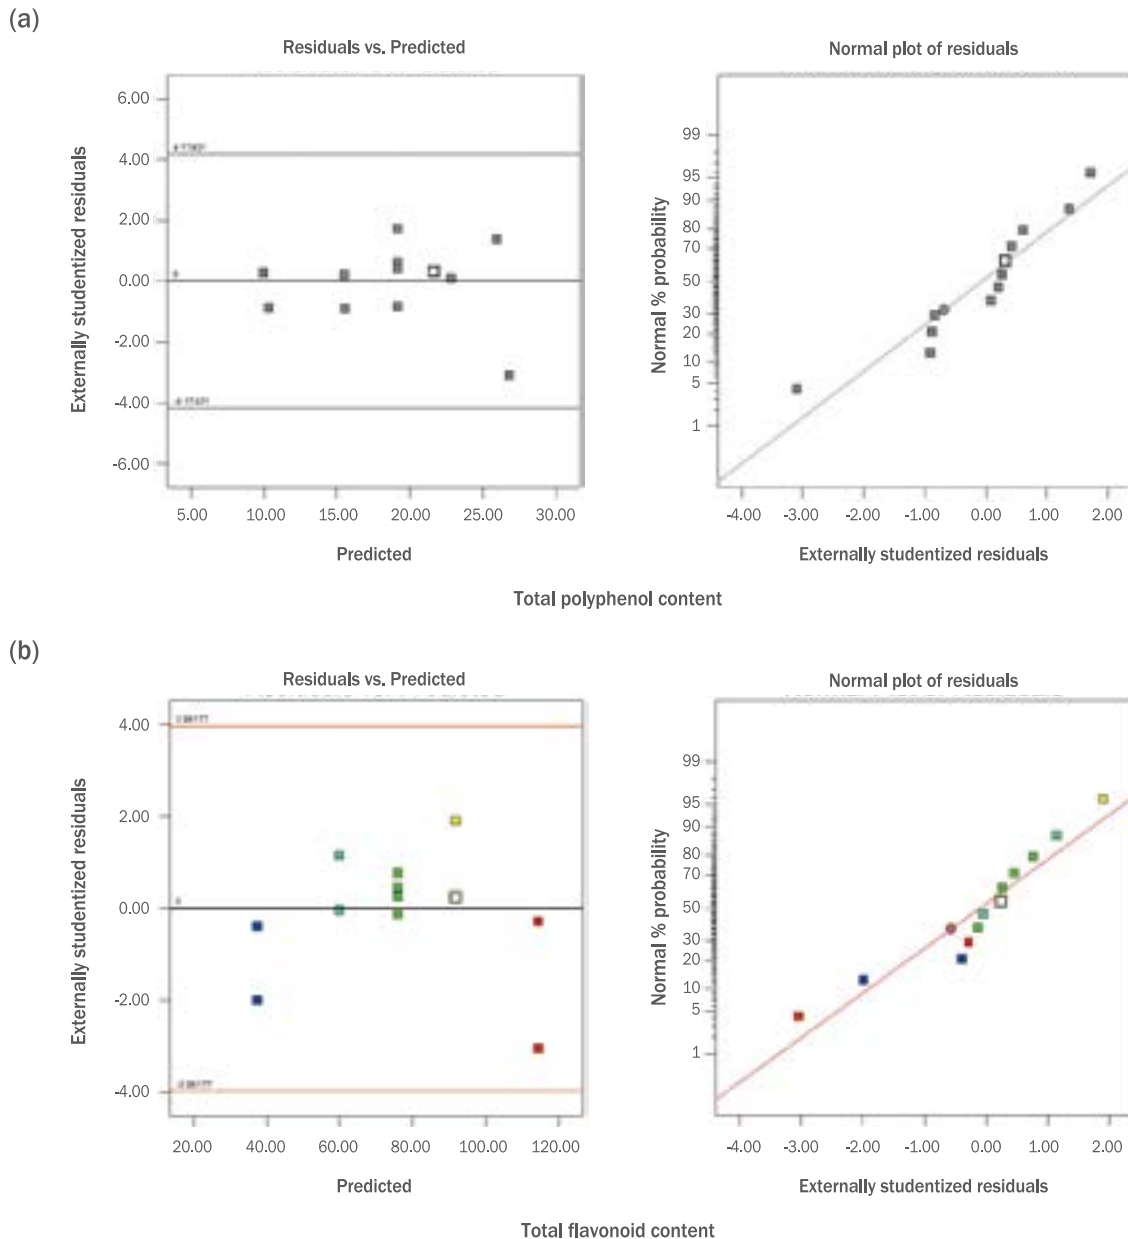 (a)
Residuals vs. Predicted
Normal plot of residuals
Externally studentized residuals
6.00
4.00
2.00
0.00
-2.00
-4.00
-6.00
0
5.00 10.00 15.00 20.00 25.00 30.00
Predicted
Normal % probability
99
95
90
80
70
50
30
20
10
5
1
-4.00 -3.00 -2.00 -1.00 0.00 1.00 2.00
Externally studentized residuals
Total polyphenol content
(b)
Residuals vs. Predicted
Normal plot of residuals
Externally studentized residuals
4.00
2.00
0.00
-2.00
-4.00
0
20.00 40.00 60.00 80.00 100.00 120.00
Predicted
Normal % probability
99
95
90
80
70
50
30
20
10
5
1
-4.00 -3.00 -2.00 -1.00 0.00 1.00 2.00
Externally studentized residuals
Total flavonoid content